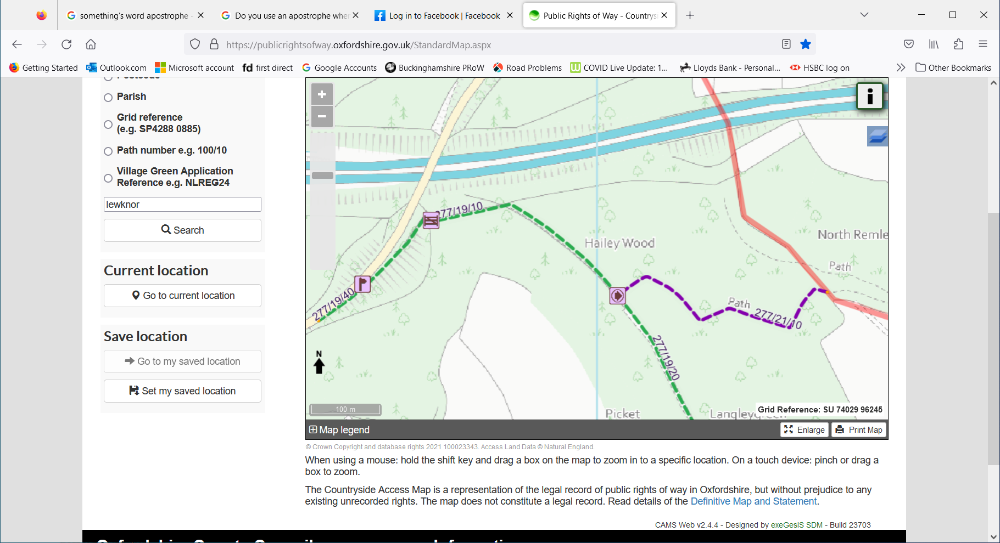 something's word apostrophe -
Do you use an apostrophe when
Log in to Facebook | Facebook
Public Rights of Way - Countrys
https://publicrightsofway.oxfordshire.gov.uk/StandardMap.aspx
Getting Started
Outlook.com
Microsoft account
fd first direct
Google Accounts
Buckinghamshire PRoW
Road Problems
COVID Live Update: 1...
Lloyds Bank - Personal...
HSBC log on
Other Bookmarks
Postcode
Parish
Grid reference
(e.g. SP4288 0885)
Path number e.g. 100/10
Village Green Application
Reference e.g. NLREG24
lewknor
Search
Current location
Go to current location
Save location
Go to my saved location
Set my saved location
+
−
i
277/19/10
Hailey Wood
North Remle
Path
277/19/40
Path
277/21/10
277/19/20
N
100 m
Picket
Langleygreen
Grid Reference: SU 74029 96245
Map legend
Enlarge
Print Map
© Crown Copyright and database rights 2021 100023343. Access Land Data © Natural England.
When using a mouse: hold the shift key and drag a box on the map to zoom in to a specific location. On a touch device: pinch or drag a
box to zoom.
The Countryside Access Map is a representation of the legal record of public rights of way in Oxfordshire, but without prejudice to any
existing unrecorded rights. The map does not constitute a legal record. Read details of the Definitive Map and Statement.
CAMS Web v2.4.4 - Designed by exeGesIS SDM - Build 23703